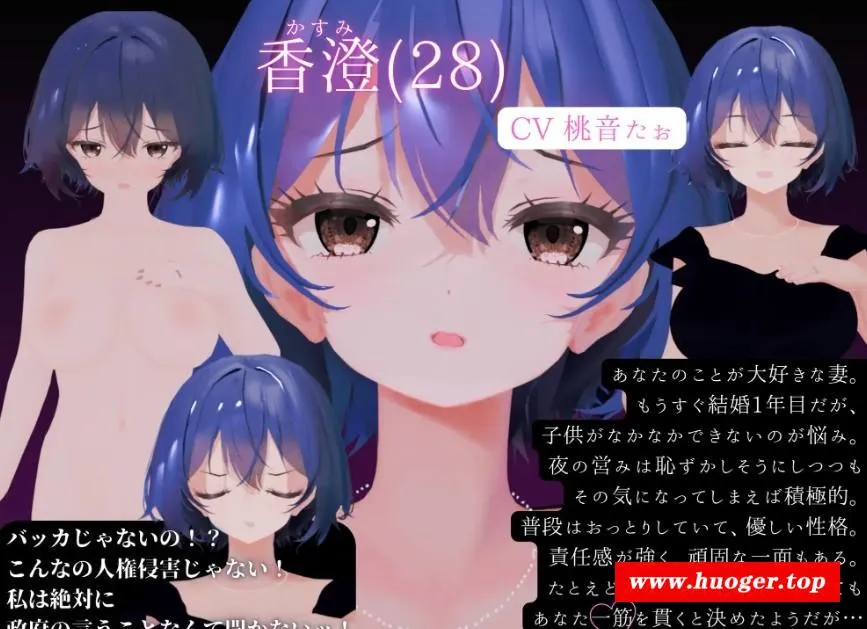 かすみ
香澄(28)
CV 桃音たぉ
あなたのことが大好きな妻。
もうすぐ結婚1年目だが、
子供がなかなかできないのが悩み。
夜の営みは恥ずかしそうにしつつも
その気になってしまえば積極的。
普段はおっとりしていて、優しい性格。
責任感が強く、頑固な一面もある。
たとえど
ても
あなた一筋を貫くと決めたようだが…
www.huoger.top
バッカじゃないの！？
こんなの人権侵害じゃない！
私は絶対に
政府の言うことなんて聞かないッ！